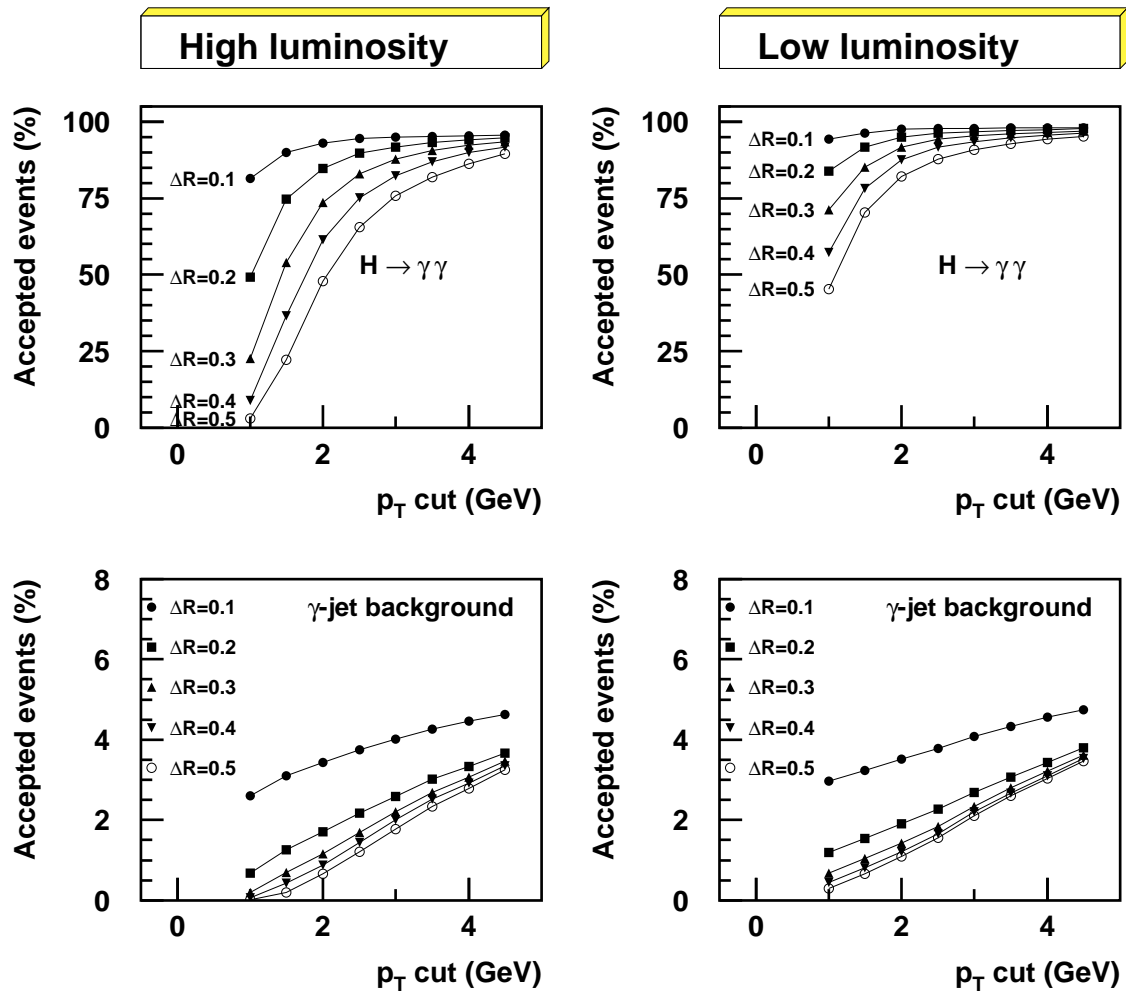 High luminosity
Low luminosity
Accepted events (%)
100
75
50
25
0
ΔR=0.1
ΔR=0.2
ΔR=0.3
ΔR=0.4
ΔR=0.5
H → γ γ
0 2 4
p_T cut (GeV)
Accepted events (%)
100
75
50
25
0
ΔR=0.1
ΔR=0.2
ΔR=0.3
ΔR=0.4
ΔR=0.5
H → γ γ
0 2 4
p_T cut (GeV)
Accepted events (%)
8
6
4
2
0
γ-jet background
ΔR=0.1
ΔR=0.2
ΔR=0.3
ΔR=0.4
ΔR=0.5
0 2 4
p_T cut (GeV)
Accepted events (%)
8
6
4
2
0
γ-jet background
ΔR=0.1
ΔR=0.2
ΔR=0.3
ΔR=0.4
ΔR=0.5
0 2 4
p_T cut (GeV)